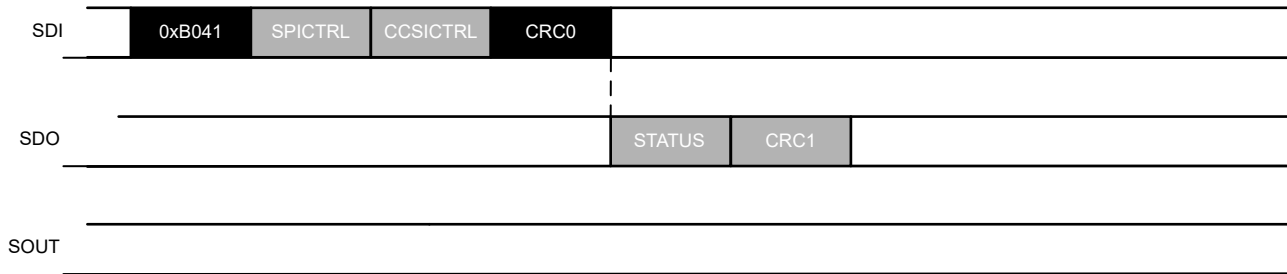 SDI 0xB041 SPICTRL CCSICTRL CRC0
SDO STATUS CRC1
SOUT